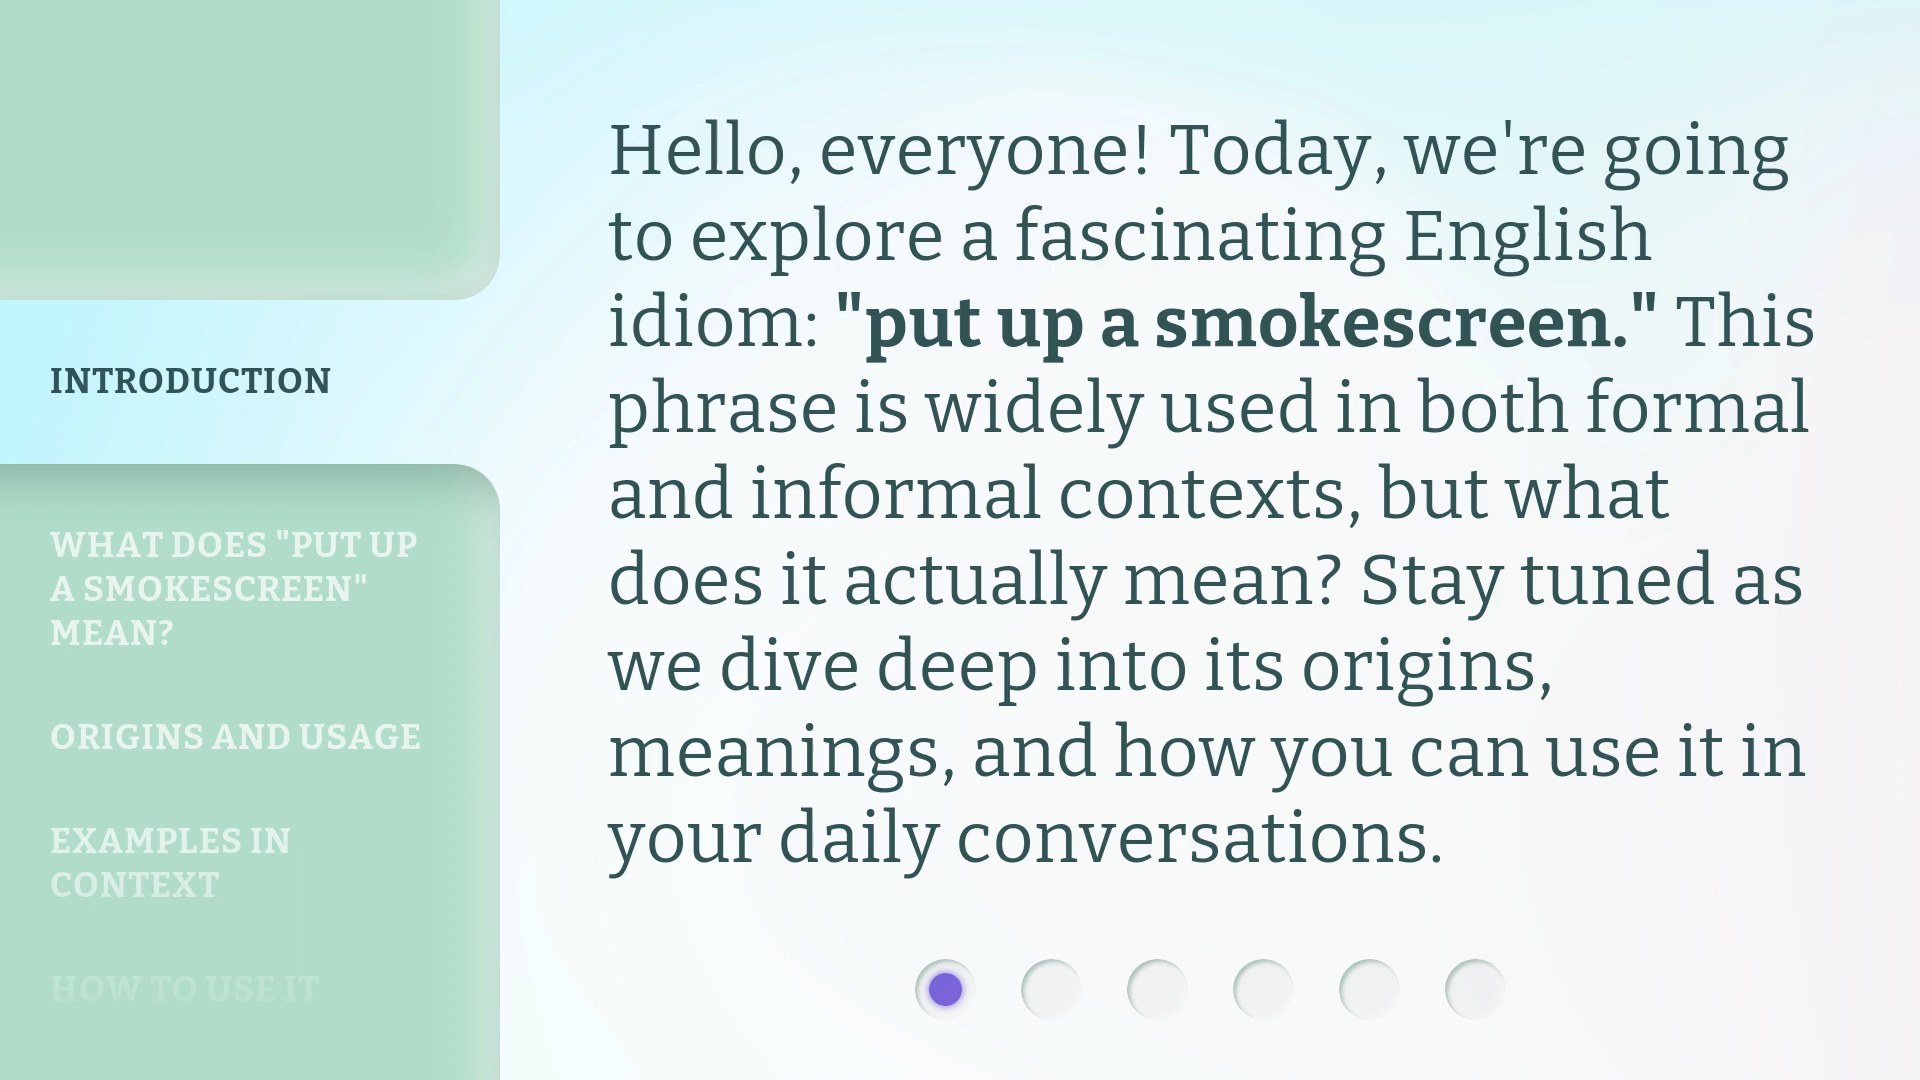 INTRODUCTION
WHAT DOES "PUT UP
A SMOKESCREEN"
MEAN?
ORIGINS AND USAGE
EXAMPLES IN
CONTEXT
HOW TO USE IT
Hello, everyone! Today, we're going
to explore a fascinating English
idiom: "put up a smokescreen." This
phrase is widely used in both formal
and informal contexts, but what
does it actually mean? Stay tuned as
we dive deep into its origins,
meanings, and how you can use it in
your daily conversations.